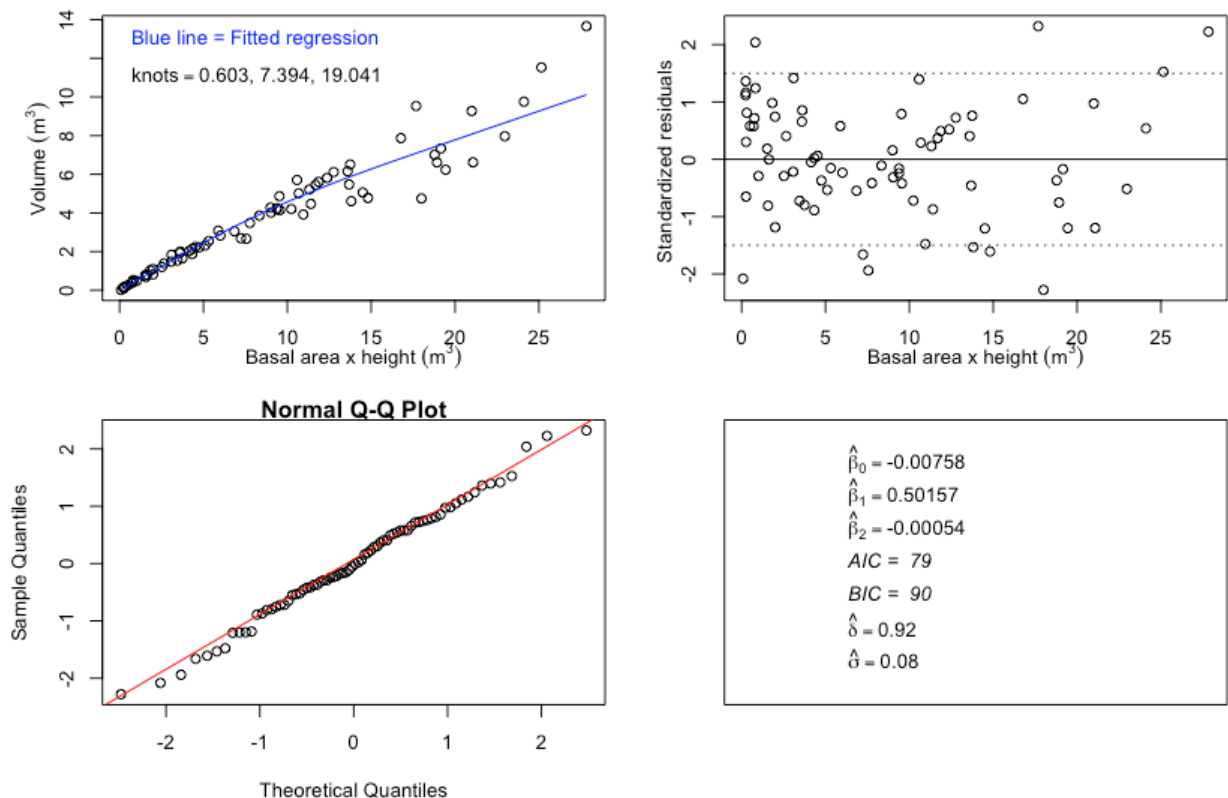 Blue line = Fitted regression
knots = 0.603, 7.394, 19.041
Volume (m³)
0 2 4 6 8 10 12 14
0 5 10 15 20 25
Basal area x height (m³)
Standardized residuals
-2 -1 0 1 2
0 5 10 15 20 25
Basal area x height (m³)
Normal Q-Q Plot
Sample Quantiles
-2 -1 0 1 2
-2 -1 0 1 2
Theoretical Quantiles
β̂₀ = -0.00758
β̂₁ = 0.50157
β̂₂ = -0.00054
AIC = 79
BIC = 90
δ̂ = 0.92
σ̂ = 0.08